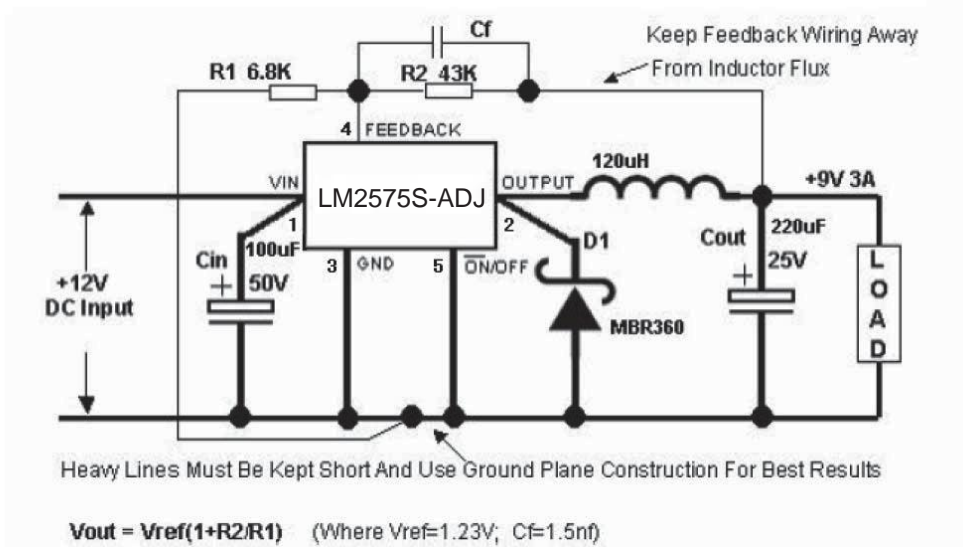 Cf
Keep Feedback Wiring Away
From Inductor Flux
R1 6.8K
R2 43K
4 FEEDBACK
120uH
VIN
LM2575S-ADJ
OUTPUT
+9V 3A
1
2
100uF
3 GND
5 ON/OFF
D1
Cout
220uF
Cin
+
50V
+
25V
+12V
DC Input
MBR360
L
O
A
D
Heavy Lines Must Be Kept Short And Use Ground Plane Construction For Best Results
Vout = Vref(1+R2/R1) (Where Vref=1.23V; Cf=1.5nf)